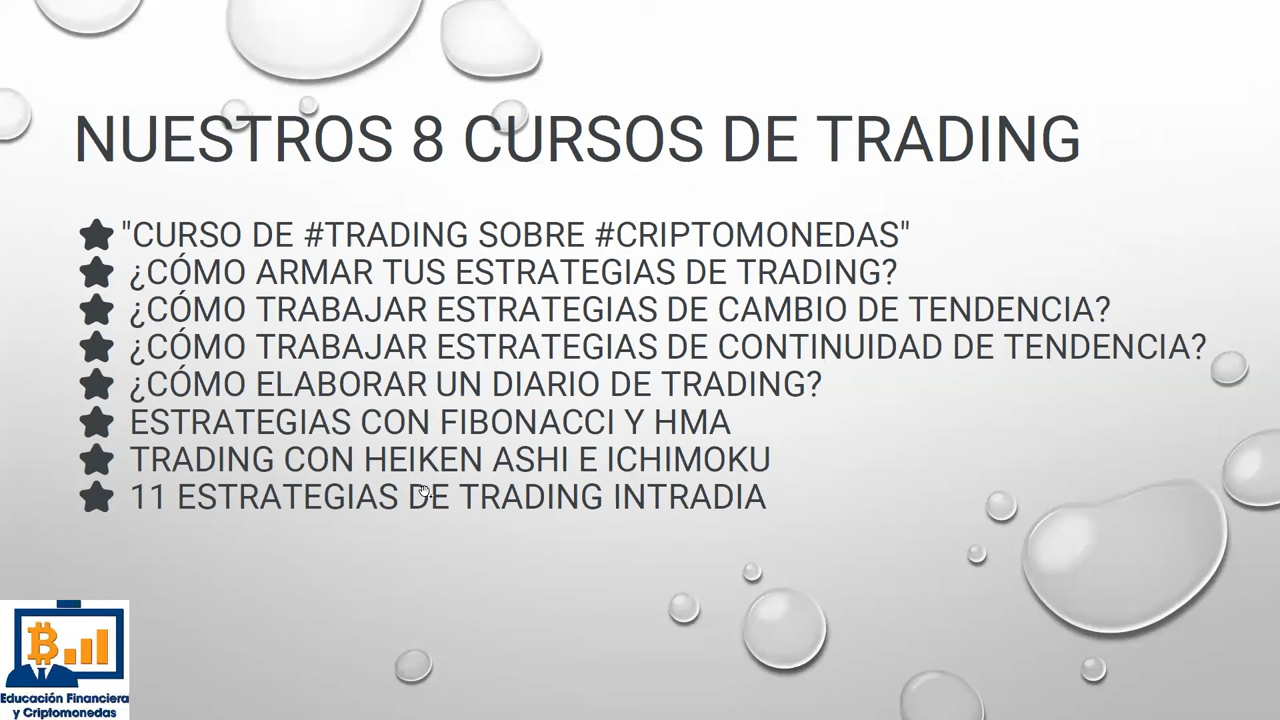 NUESTROS 8 CURSOS DE TRADING
"CURSO DE #TRADING SOBRE #CRIPTOMONEDAS"
¿CÓMO ARMAR TUS ESTRATEGIAS DE TRADING?
¿CÓMO TRABAJAR ESTRATEGIAS DE CAMBIO DE TENDENCIA?
¿CÓMO TRABAJAR ESTRATEGIAS DE CONTINUIDAD DE TENDENCIA?
¿CÓMO ELABORAR UN DIARIO DE TRADING?
ESTRATEGIAS CON FIBONACCI Y HMA
TRADING CON HEIKEN ASHI E ICHIMOKU
11 ESTRATEGIAS DE TRADING INTRADIA
Educación Financiera
y Criptomonedas